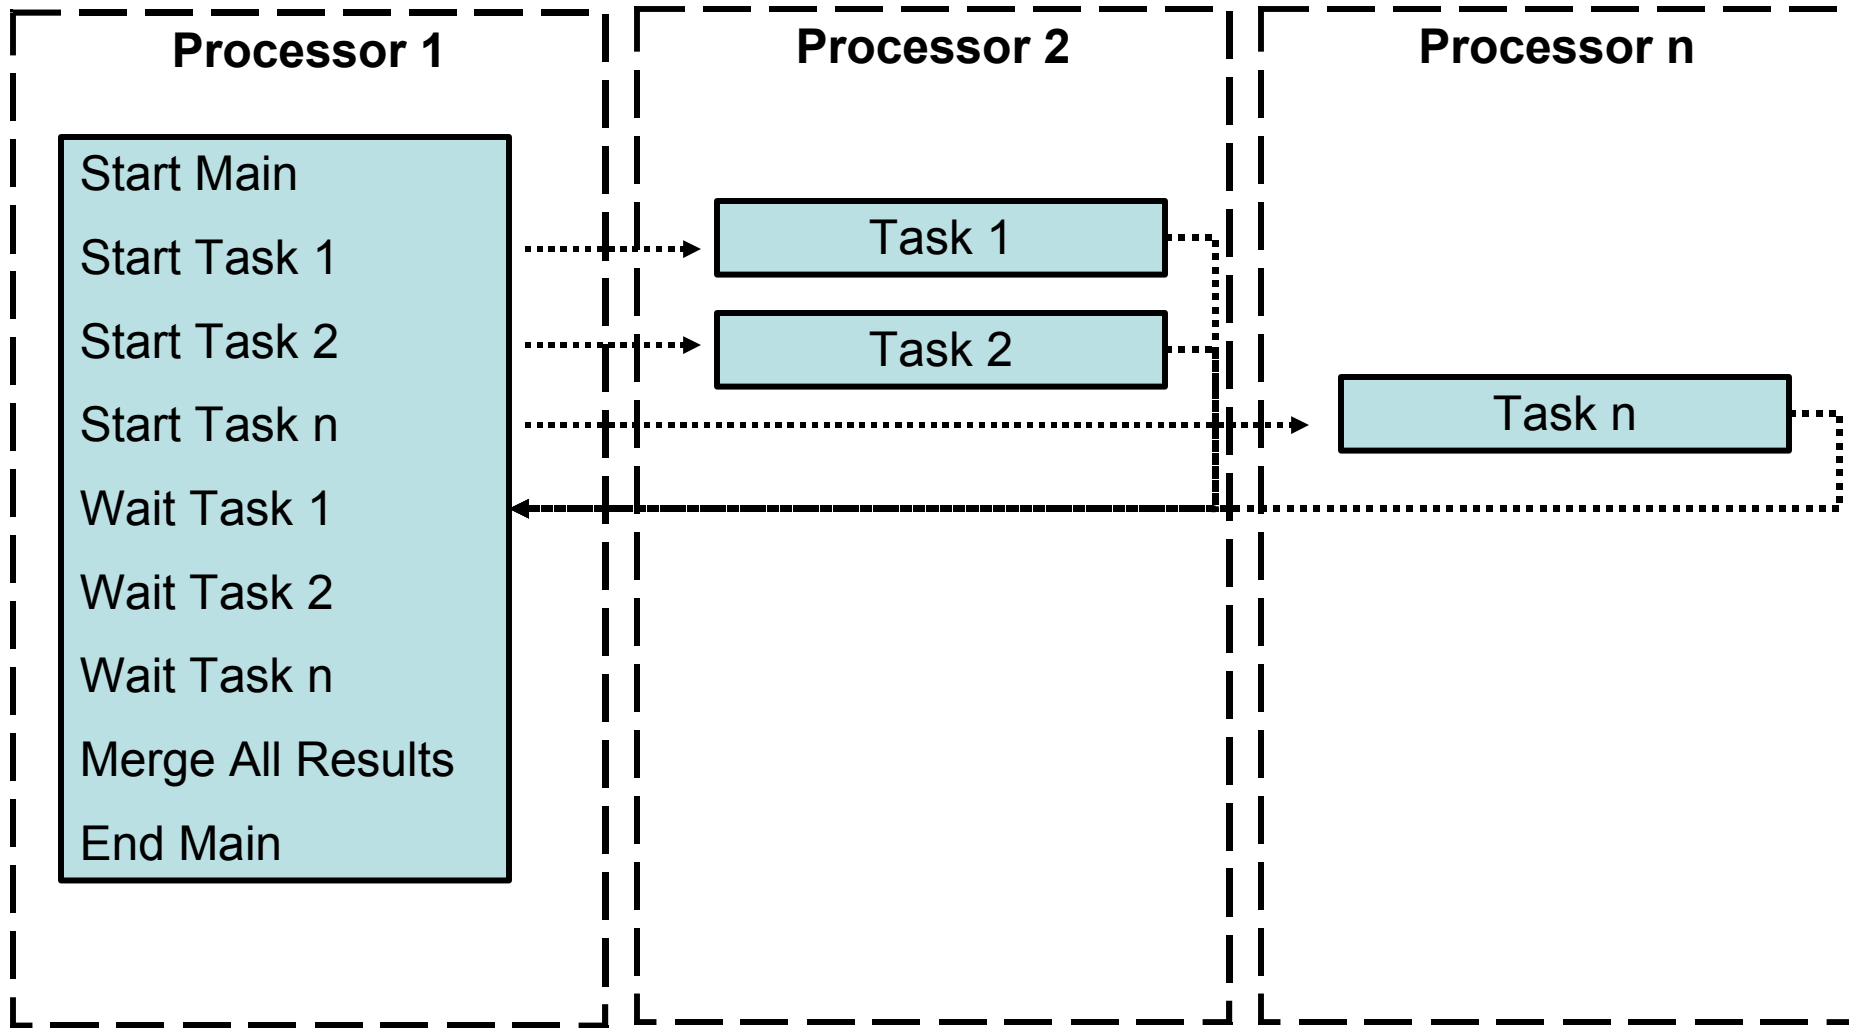 Processor 1
Start Main
Start Task 1
Start Task 2
Start Task n
Wait Task 1
Wait Task 2
Wait Task n
Merge All Results
End Main
Processor 2
Task 1
Task 2
Processor n
Task n